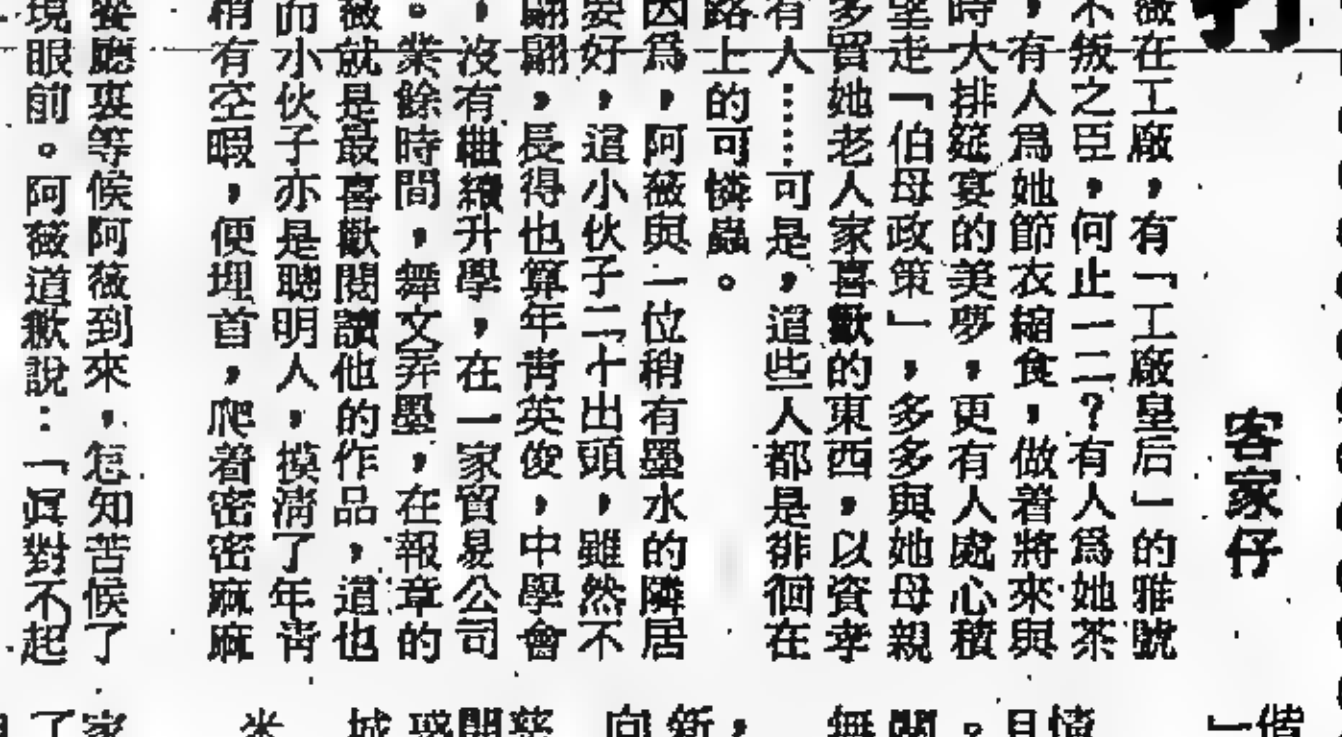 客家仔
薇在工廠，有「工廠皇后」的雅號
不叛之臣，何止一二？有人爲她茶
，有人爲她節衣縮食，做着將來與
時大排筵宴的美夢，更有人處心積
望走「伯母政策」，多多與她母親
多買她老人家喜歡的東西，以資孝
有人……可是，這些人都是徘徊在
路上的可憐蟲。
因爲，阿薇與一位稍有墨水的隣居
要好，這小伙子二十出頭，雖然不
翩翩，長得也算年青英俊，中學會
，沒有繼續升學，在一家貿易公司
。業餘時間，舞文弄墨，在報章的
薇就是最喜歡閱讀他的作品，這也
而小伙子亦是聰明人，摸淸了年靑
稍有空暇，便埋首，爬着密密麻麻
餐廳裏等候阿薇到來，怎知苦候了
現眼前。阿薇道歉說：「眞對不起